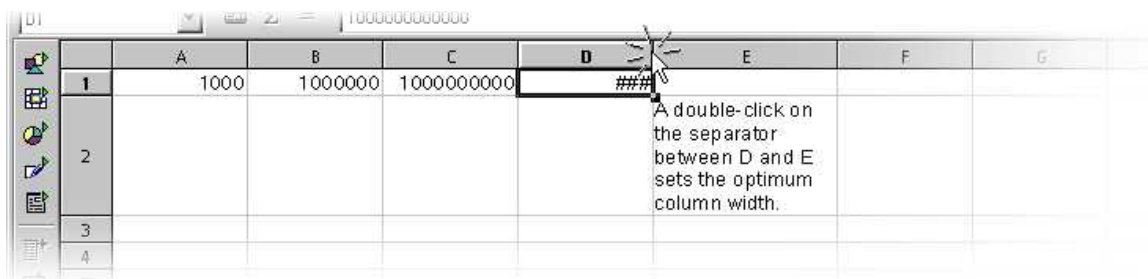 D1 Σ = 1000000000000
A B C D E F G
1 1000 1000000 1000000000 ###
A double-click on
the separator
2 between D and E
sets the optimum
column width.
3
4